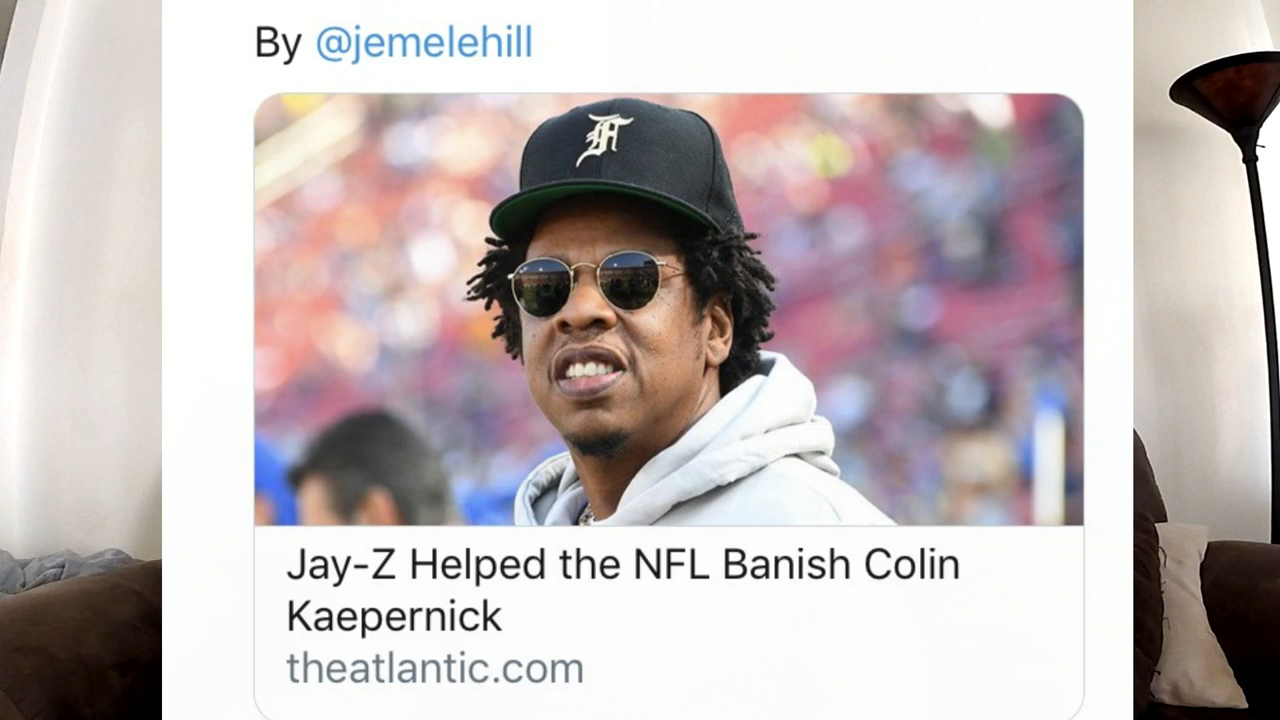 By @jemelehill
Jay-Z Helped the NFL Banish Colin
Kaepernick
theatlantic.com